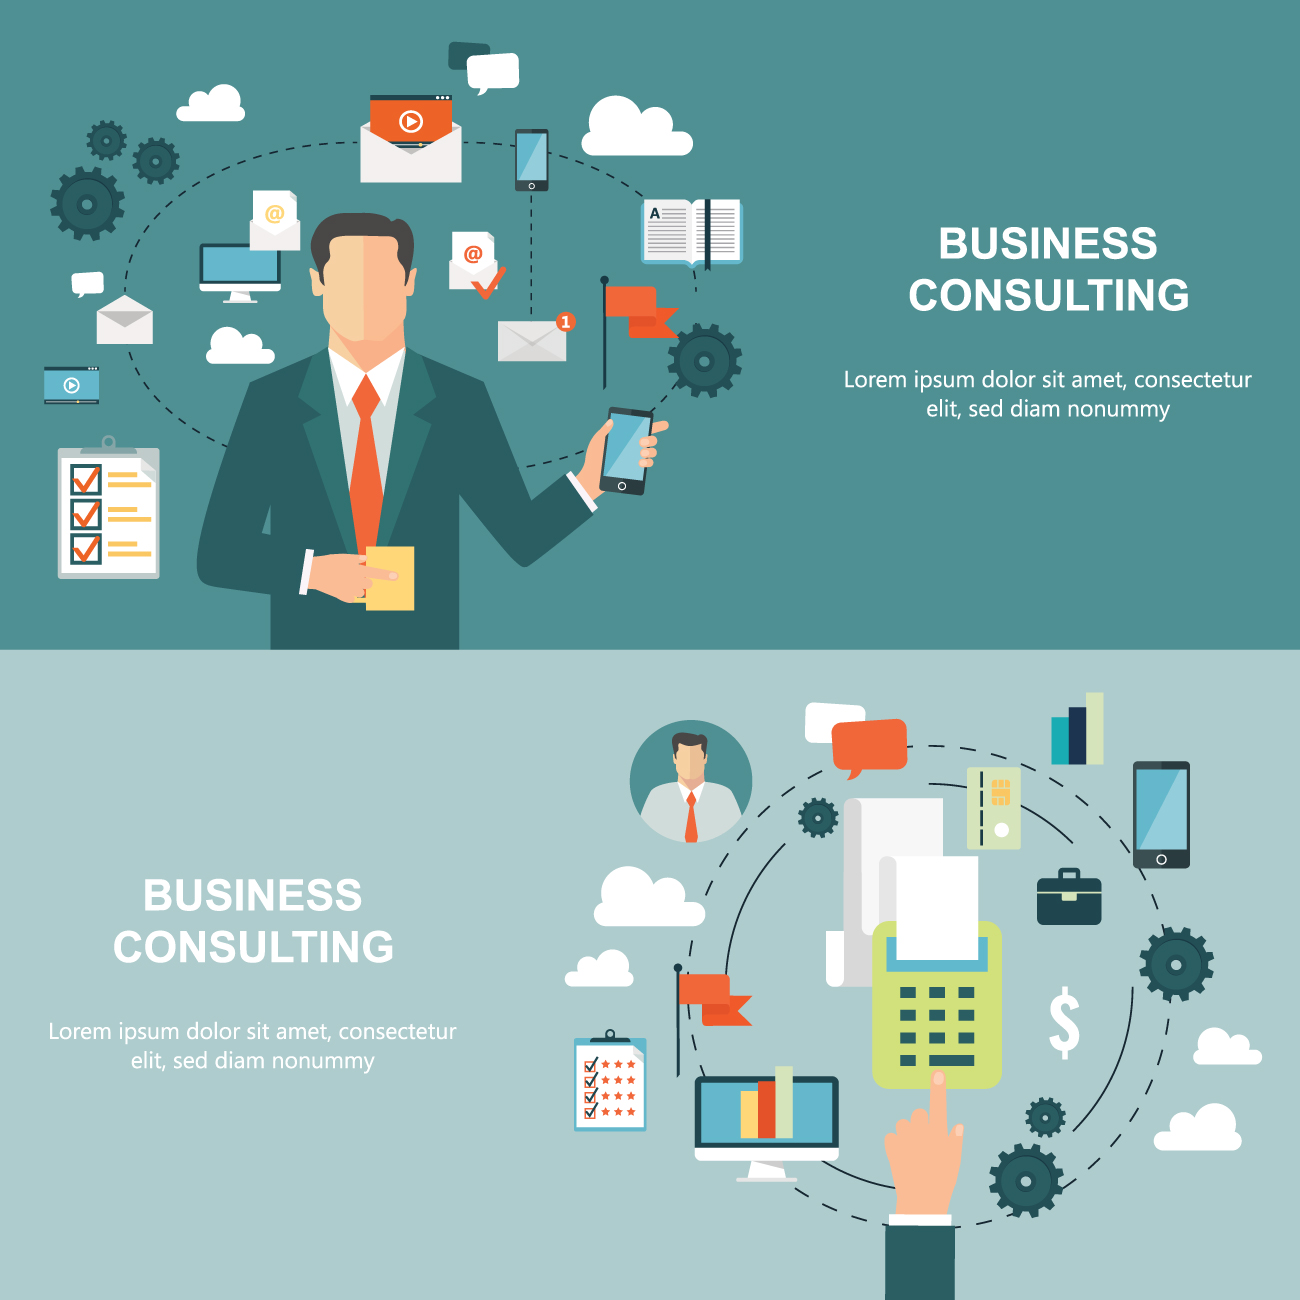 @
@
A
1
BUSINESS
CONSULTING
Lorem ipsum dolor sit amet, consectetur
elit, sed diam nonummy
$
BUSINESS
CONSULTING
Lorem ipsum dolor sit amet, consectetur
elit, sed diam nonummy